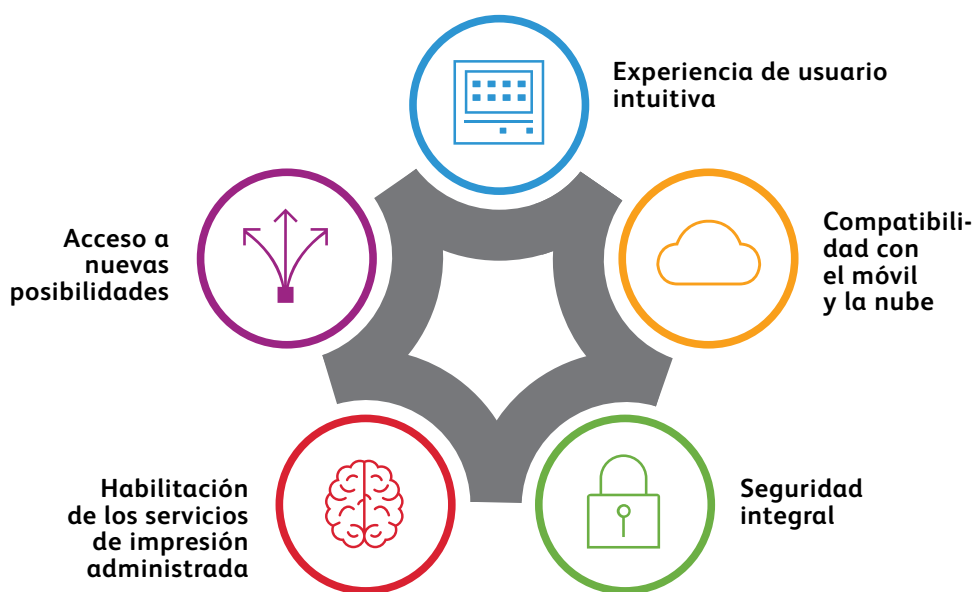 Experiencia de usuario
intuitiva
Compatibili-
dad con
el móvil
y la nube
Seguridad
integral
Habilitación
de los servicios
de impresión
administrada
Acceso a
nuevas
posibilidades